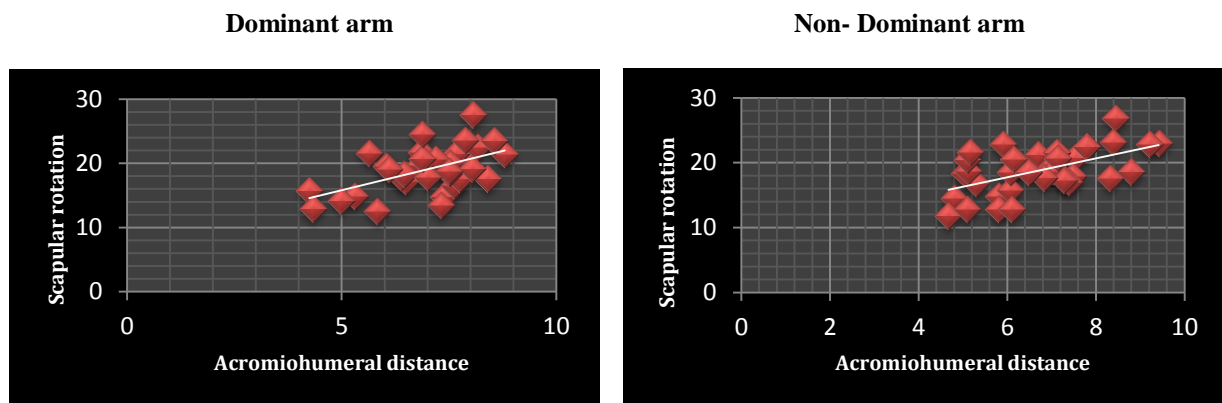 Dominant arm
30
20
10
0
0 5 10
Scapular rotation
Acromiohumeral distance
Non- Dominant arm
30
20
10
0
0 2 4 6 8 10
Scapular rotation
Acromiohumeral distance